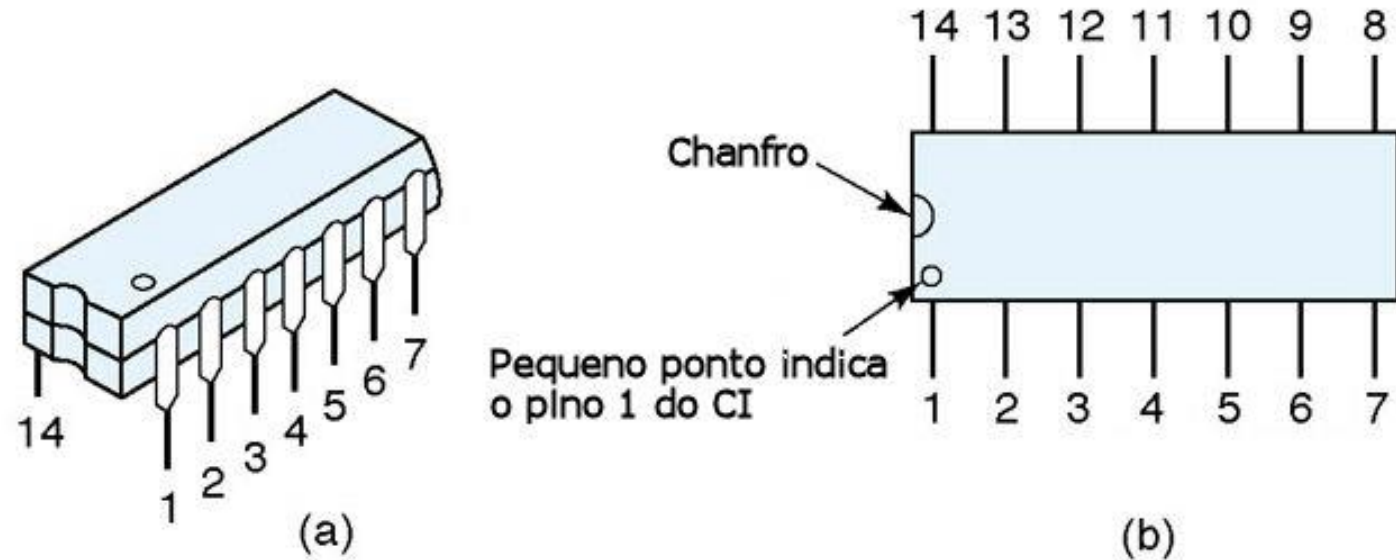 14 13 12 11 10 9 8
Chanfro
Pequeno ponto indica
o pino 1 do CI
1 2 3 4 5 6 7
14
1 2 3 4 5 6 7
(a)
(b)